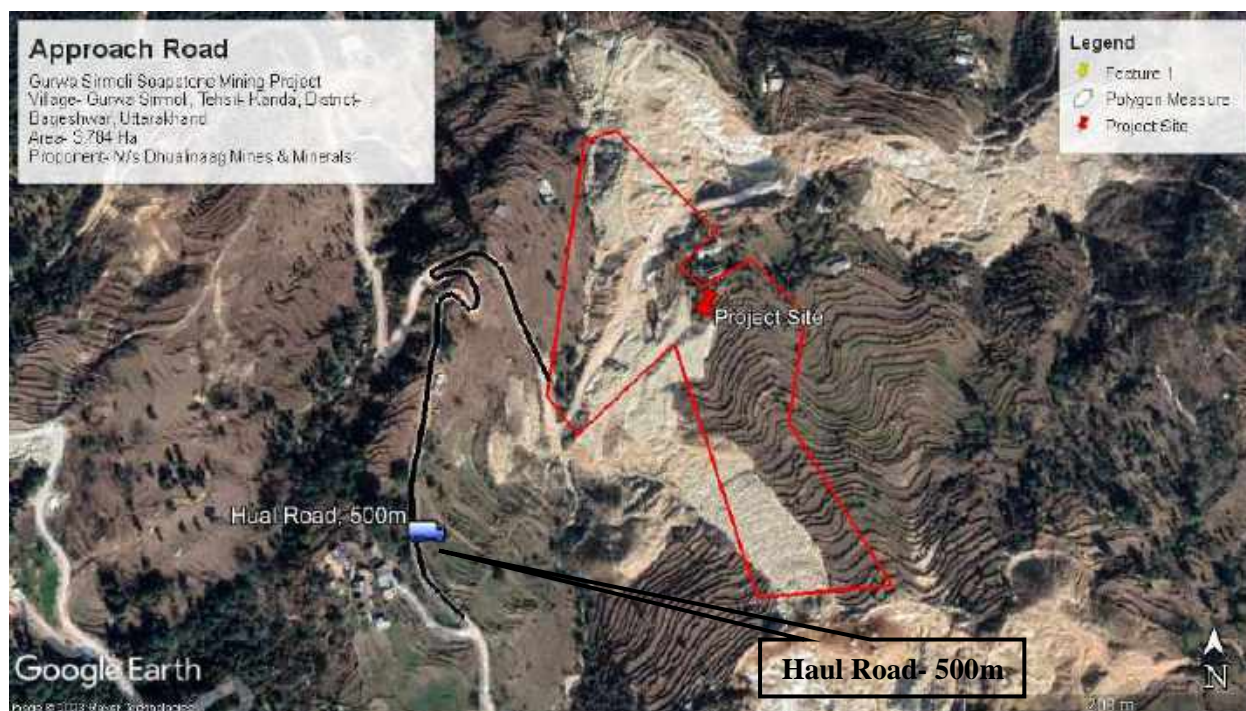 Approach Road
Gurwa Sirmoli Soapstone Mining Project
Village- Gurwa Sirmoli, Tehsil- Kanda, District-
Bageshwar, Uttarakhand
Area- 3.784 Ha
Proponent- M/s Dhualinaag Mines & Minerals
Legend
Feature 1
Polygon Measure
Project Site
Project Site
Hual Road, 500m
Haul Road- 500m
Google Earth
N